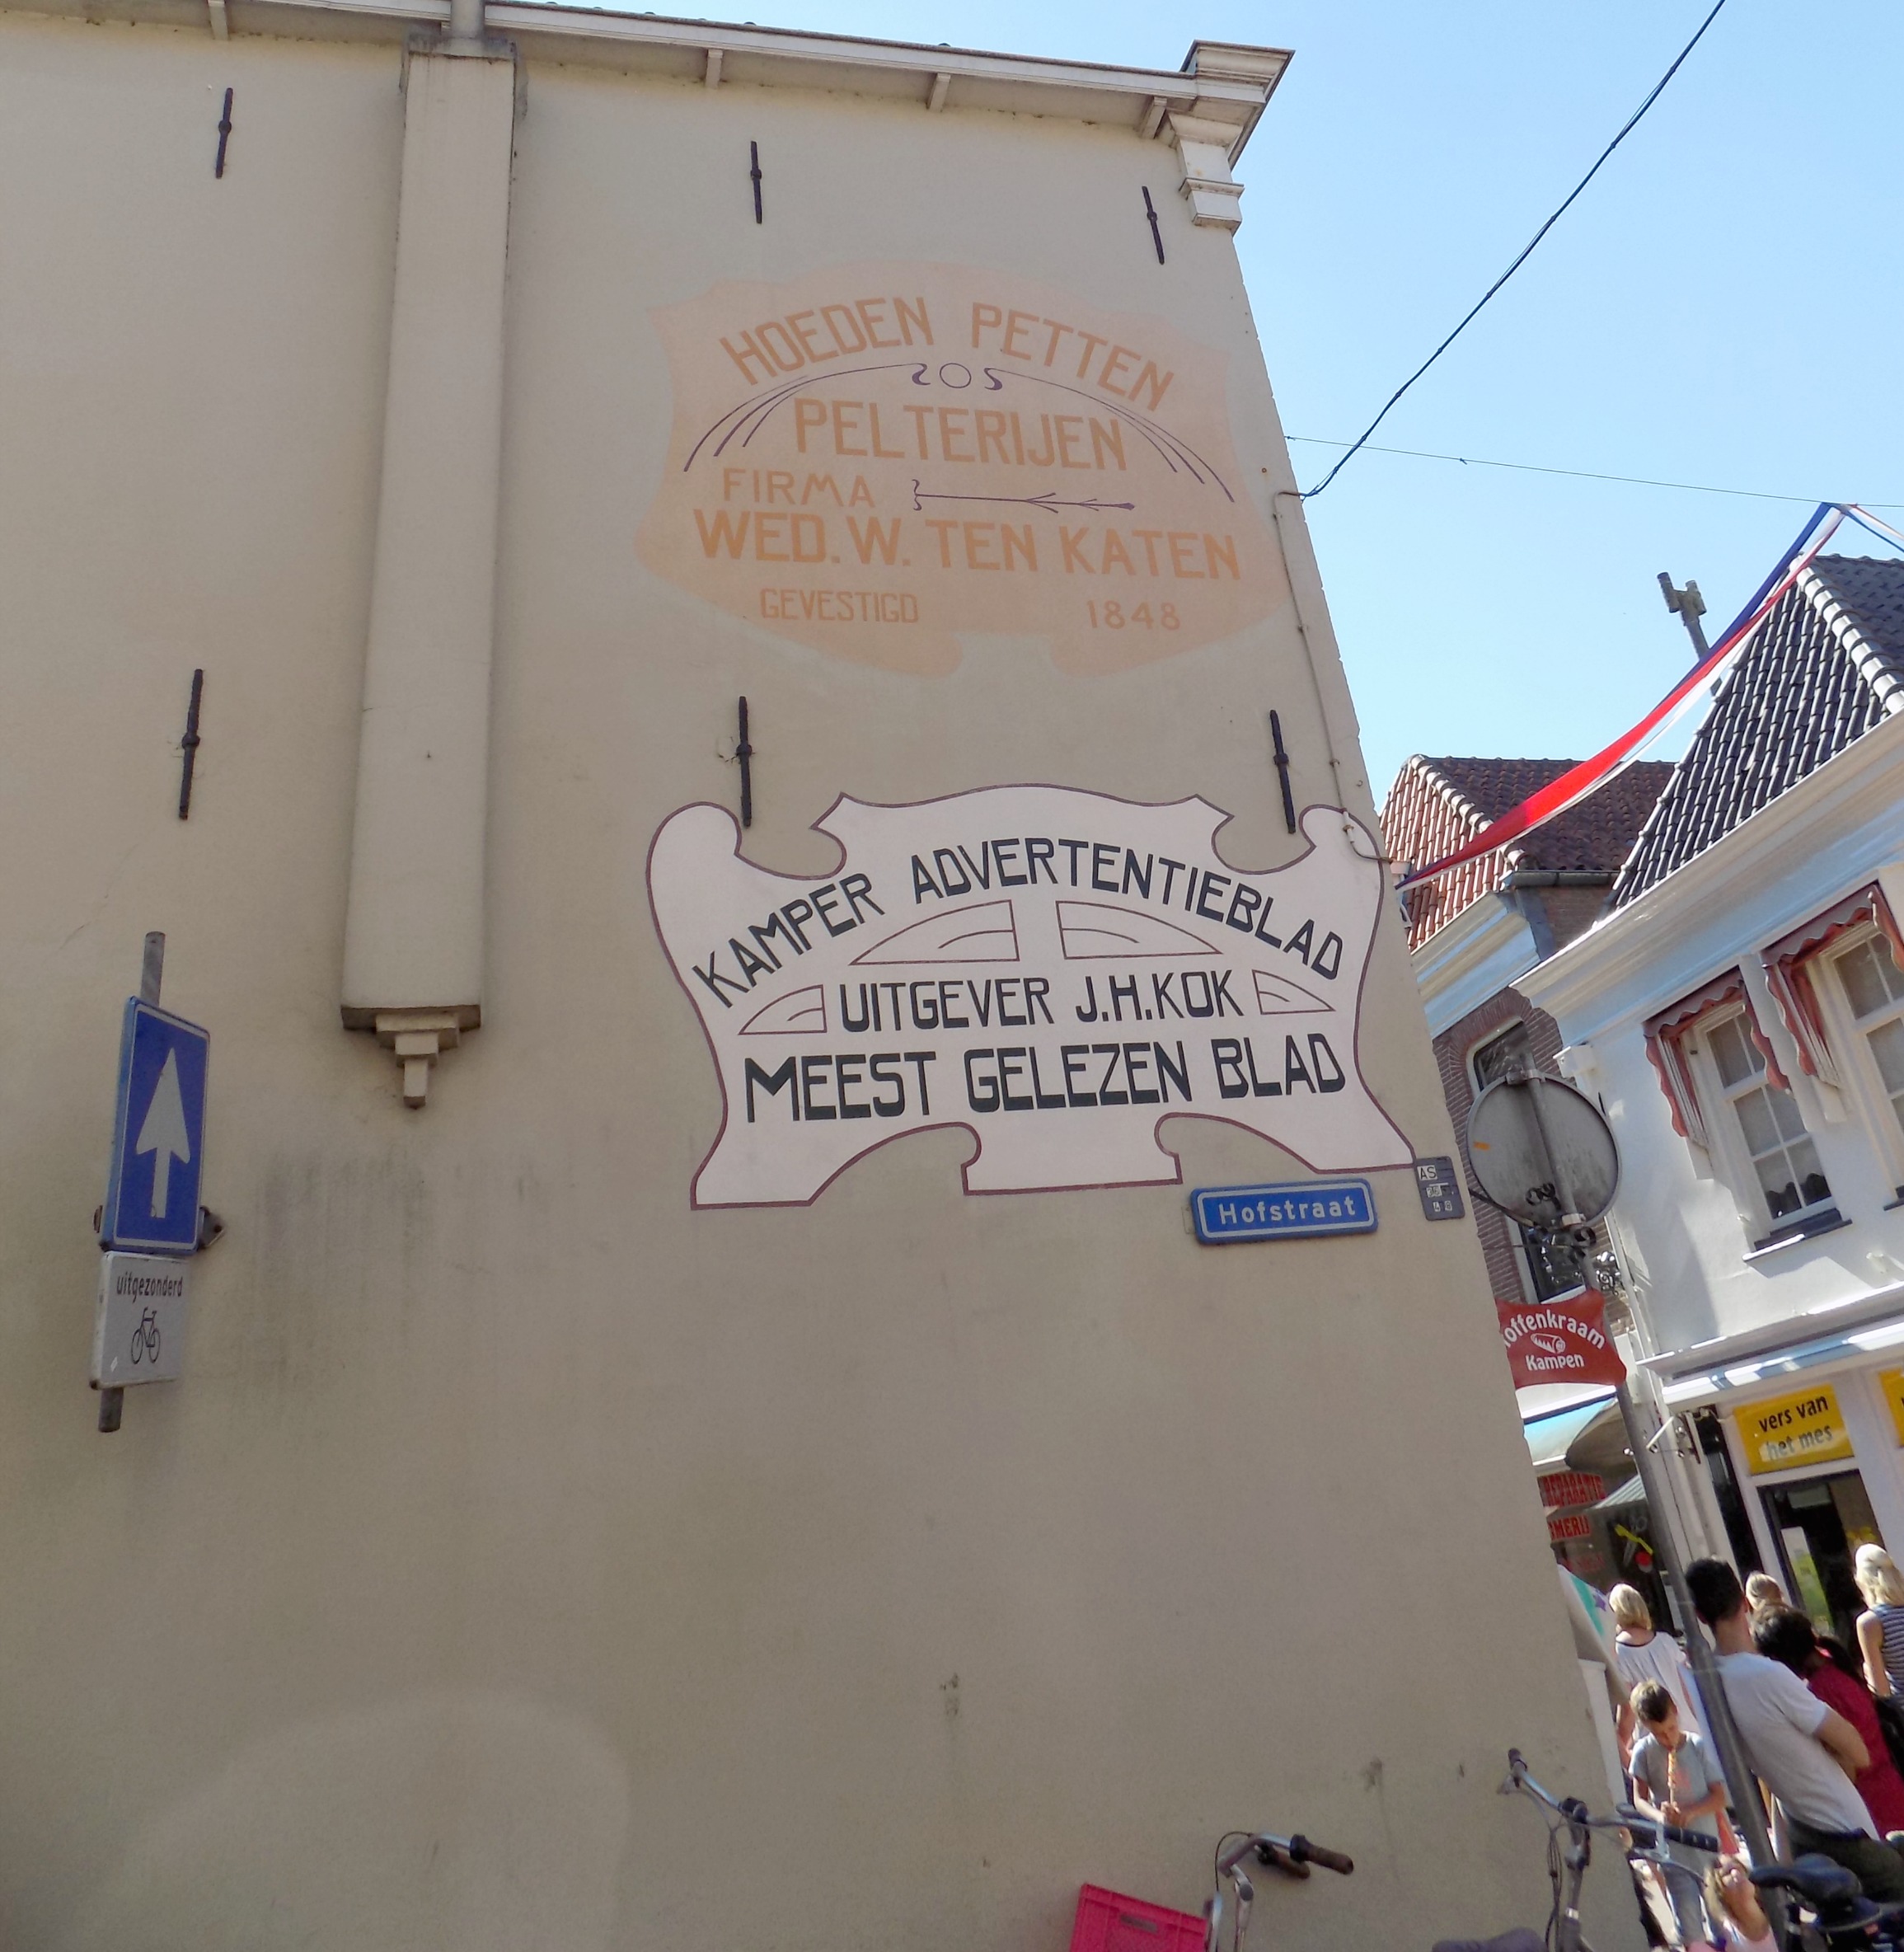 HOEDEN PETTEN
PELTERIJEN
FIRMA
WED. W. TEN KATEN
GEVESTIGD 1848
KAMPER ADVERTENTIEBLAD
UITGEVER J.H.KOK
MEEST GELEZEN BLAD
Hofstraat
AS
uitgezonderd
Kampen
vers van
het mes